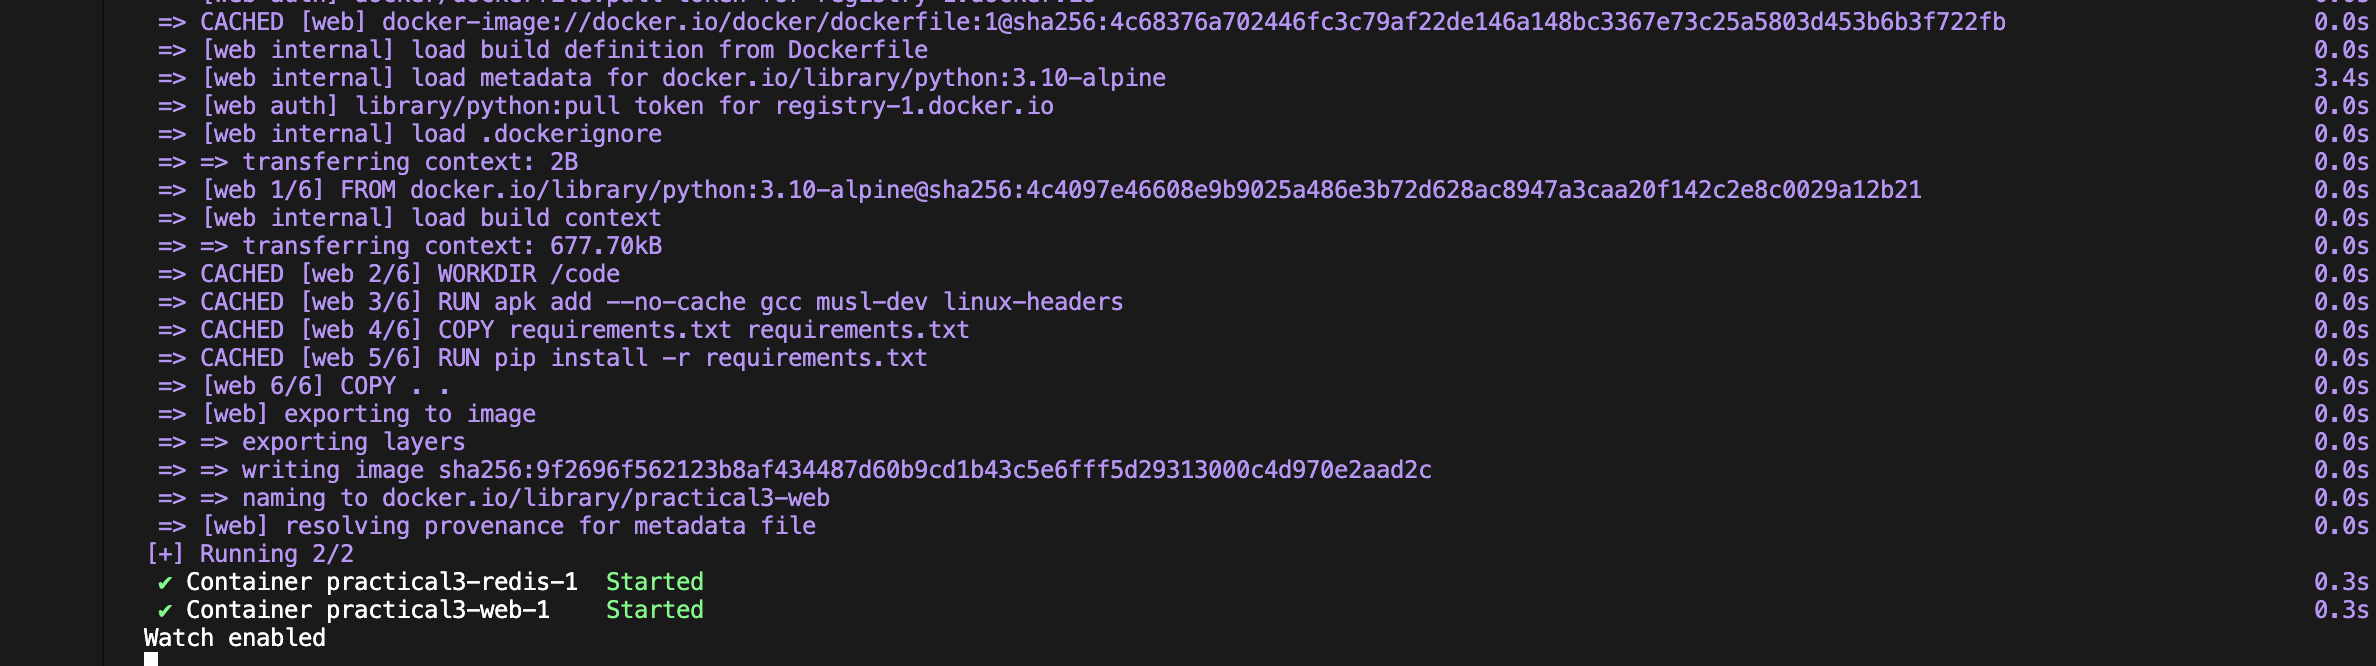 => CACHED [web] docker-image://docker.io/docker/dockerfile:1@sha256:4c68376a702446fc3c79af22de146a148bc3367e73c25a5803d453b6b3f722fb 0.0s
=> [web internal] load build definition from Dockerfile 0.0s
=> [web internal] load metadata for docker.io/library/python:3.10-alpine 3.4s
=> [web auth] library/python:pull token for registry-1.docker.io 0.0s
=> [web internal] load .dockerignore 0.0s
=> => transferring context: 2B 0.0s
=> [web 1/6] FROM docker.io/library/python:3.10-alpine@sha256:4c4097e46608e9b9025a486e3b72d628ac8947a3caa20f142c2e8c0029a12b21 0.0s
=> [web internal] load build context 0.0s
=> => transferring context: 677.70kB 0.0s
=> CACHED [web 2/6] WORKDIR /code 0.0s
=> CACHED [web 3/6] RUN apk add --no-cache gcc musl-dev linux-headers 0.0s
=> CACHED [web 4/6] COPY requirements.txt requirements.txt 0.0s
=> CACHED [web 5/6] RUN pip install -r requirements.txt 0.0s
=> [web 6/6] COPY . . 0.0s
=> [web] exporting to image 0.0s
=> => exporting layers 0.0s
=> => writing image sha256:9f2696f562123b8af434487d60b9cd1b43c5e6fff5d29313000c4d970e2aad2c 0.0s
=> => naming to docker.io/library/practical3-web 0.0s
=> [web] resolving provenance for metadata file 0.0s
[+] Running 2/2
✔ Container practical3-redis-1 Started 0.3s
✔ Container practical3-web-1 Started 0.3s
Watch enabled